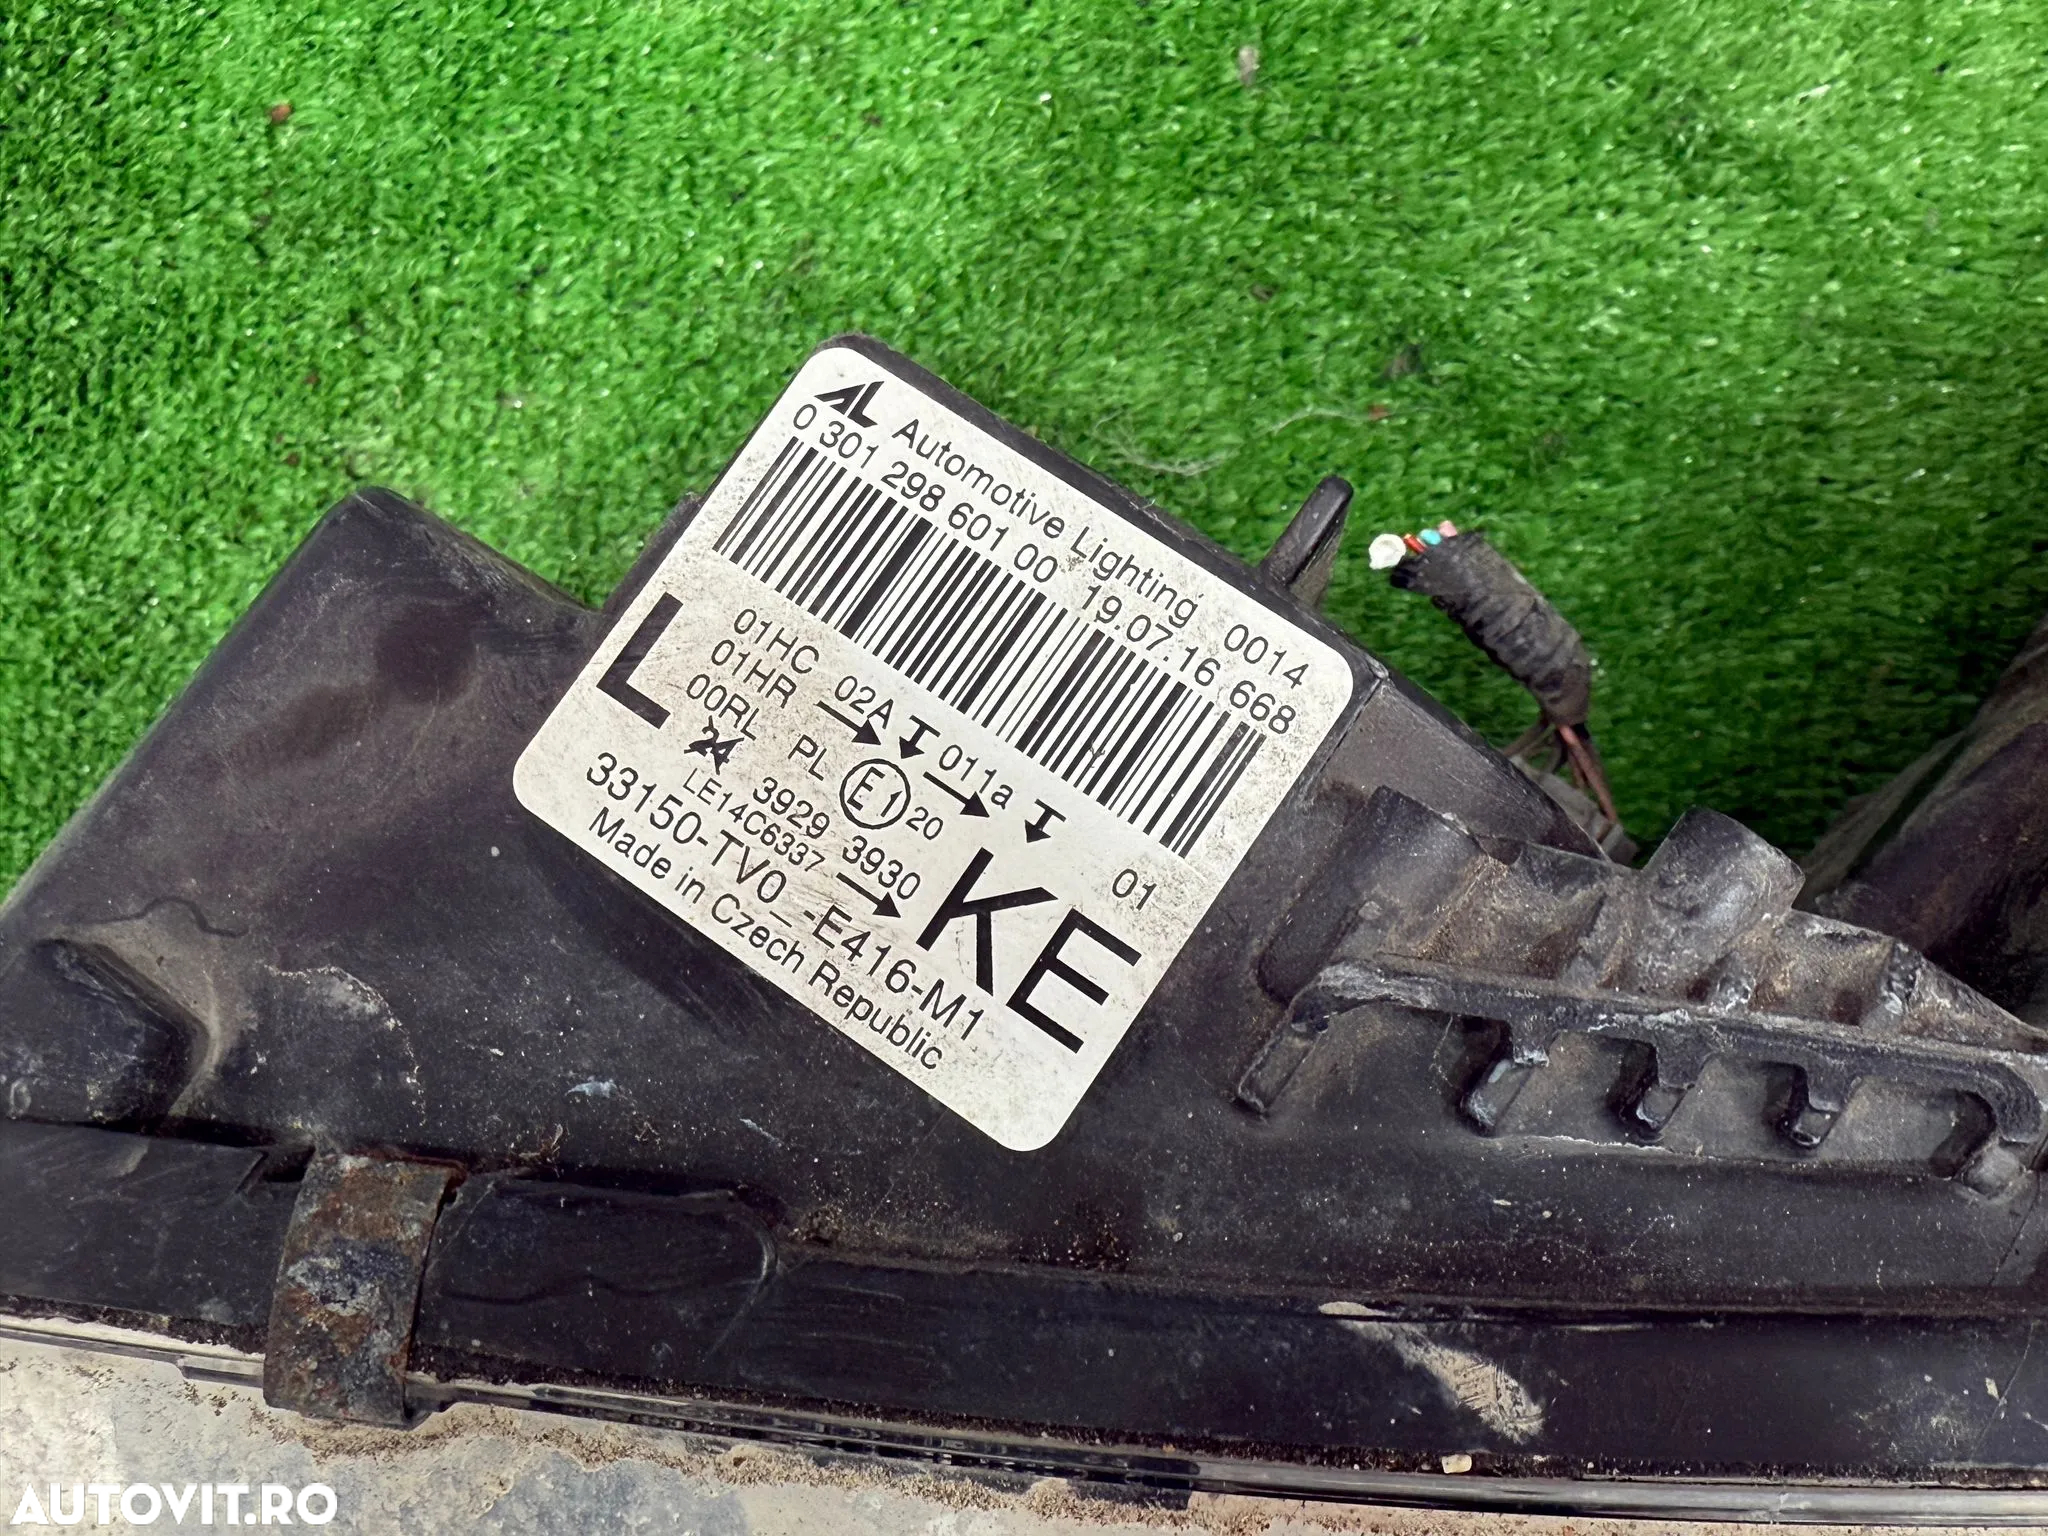 AL Automotive Lighting 0014
0 301 298 601 00 19.07.16 668
L
01HC 02A 011a 01
01HR
00RL PL E1 20
24 3929 3930 KE
LE14C6337
33150-TV0_-E416-M1
Made in Czech Republic
AUTOVIT.RO